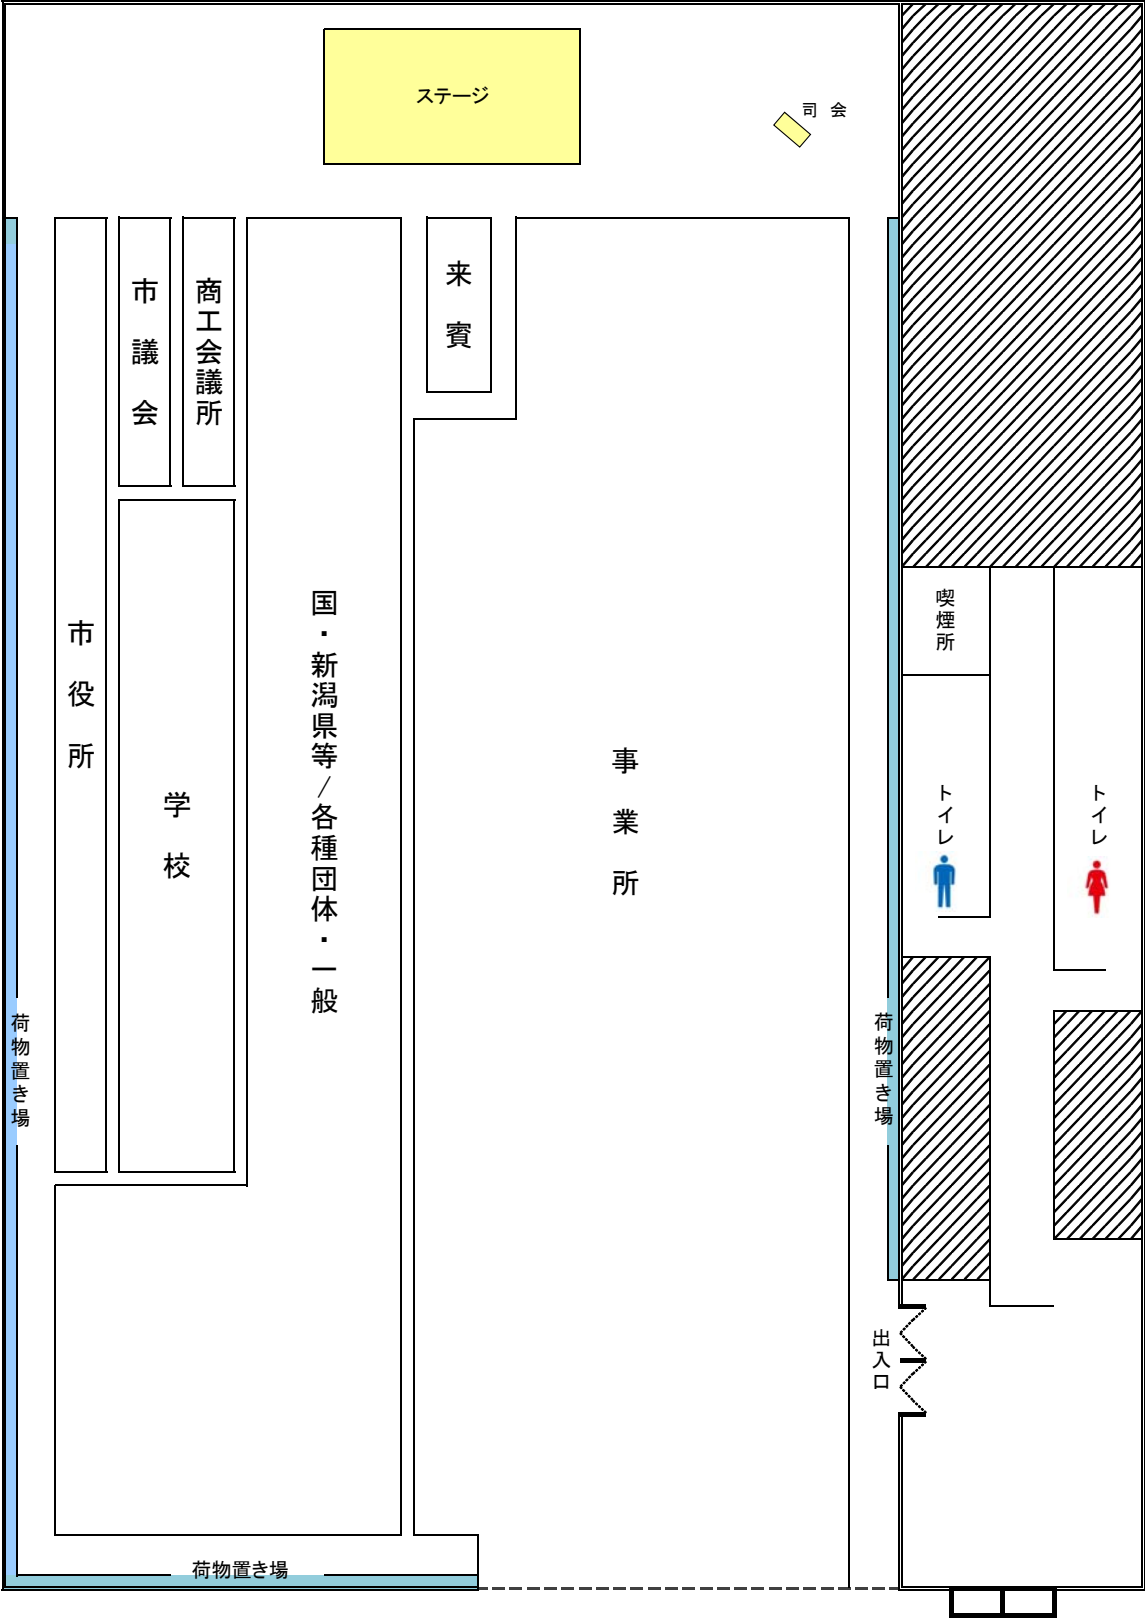 ステージ
司 会
市役所
市議会
商工会議所
来賓
学校
国・新潟県等/各種団体・一般
事業所
喫煙所
トイレ
トイレ
荷物置き場
荷物置き場
出入口
荷物置き場